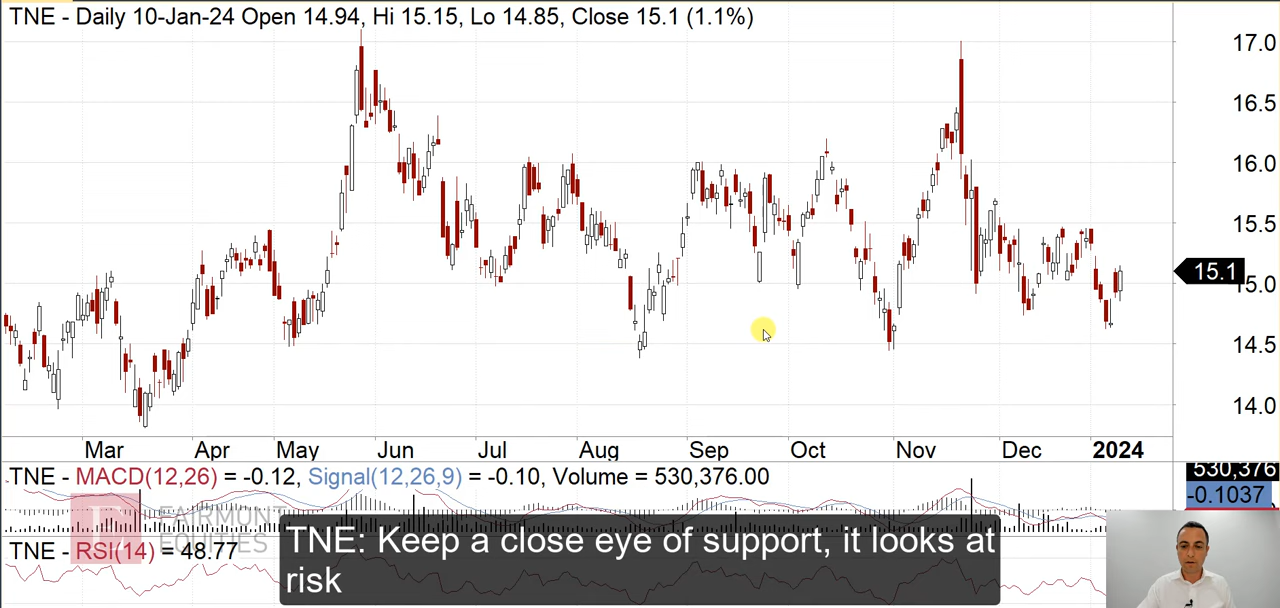 TNE - Daily 10-Jan-24 Open 14.94, Hi 15.15, Lo 14.85, Close 15.1 (1.1%)
17.0
16.5
16.0
15.5
15.1
15.0
14.5
14.0
Mar Apr May Jun Jul Aug Sep Oct Nov Dec 2024
TNE - MACD(12,26) = -0.12, Signal(12,26,9) = -0.10, Volume = 530,376.00
530,376
-0.1037
FAIRMONT
EQUITIES
TNE - RSI(14) = 48.77
TNE: Keep a close eye of support, it looks at
risk